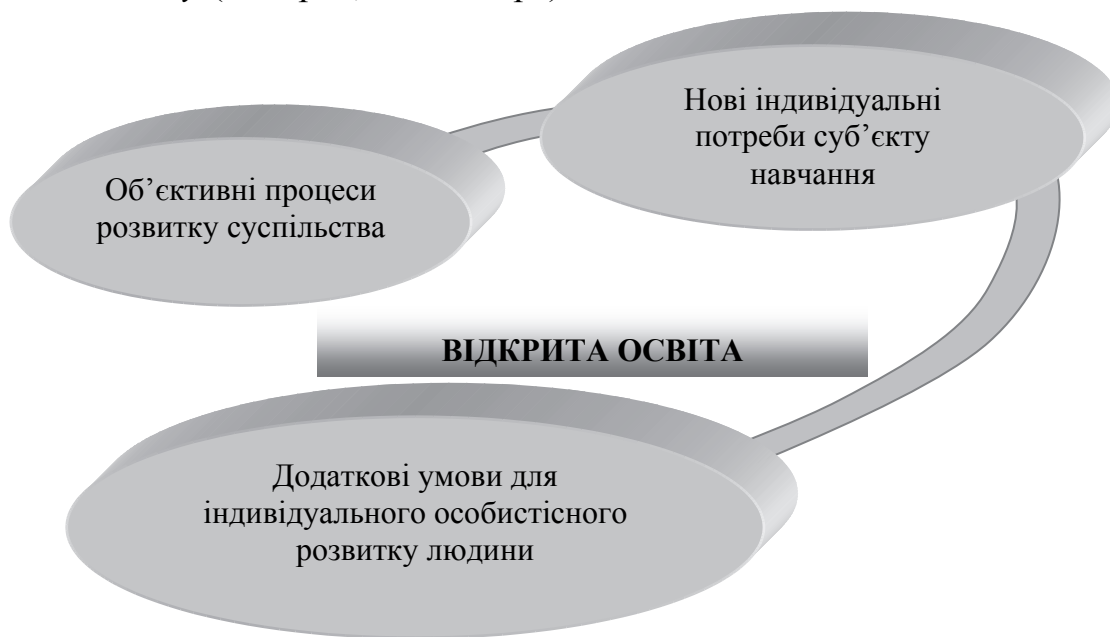 Об’єктивні процеси
розвитку суспільства
Нові індивідуальні
потреби суб’єкту
навчання
ВІДКРИТА ОСВІТА
Додаткові умови для
індивідуального особистісного
розвитку людини